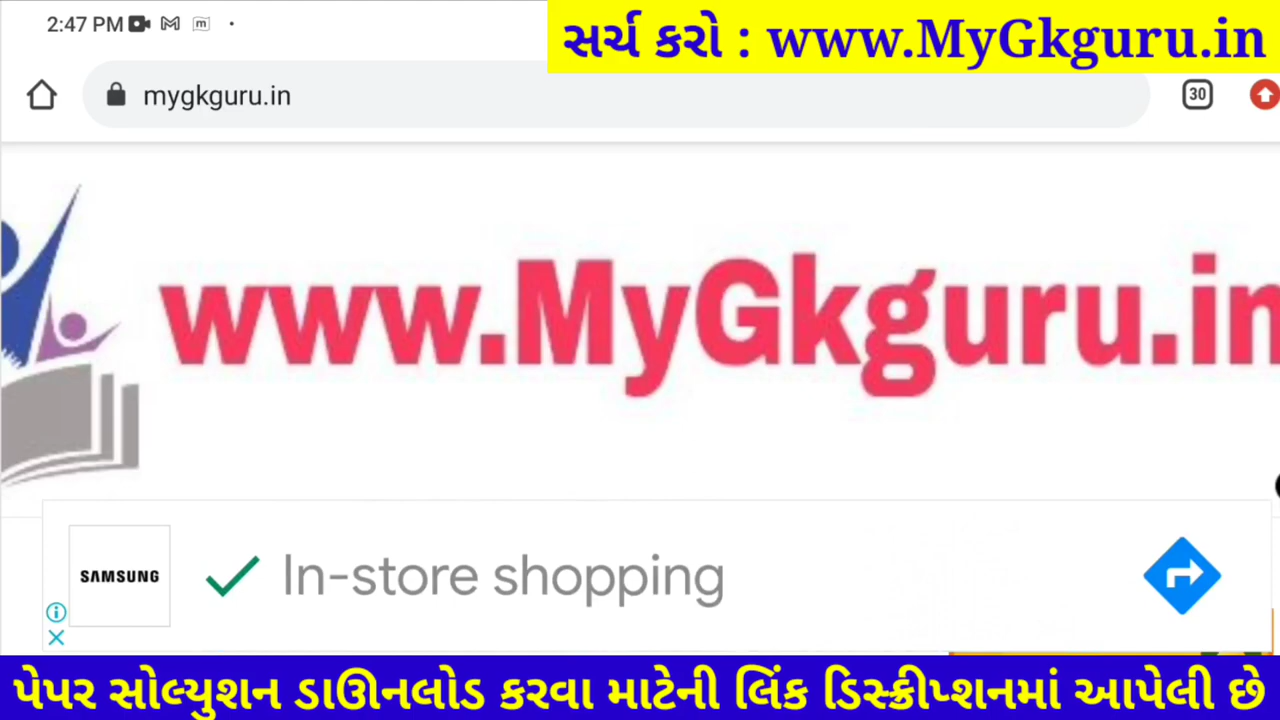 2:47 PM
સર્ચ કરો : www.MyGkguru.in
mygkguru.in
30
www.MyGkguru.in
SAMSUNG
In-store shopping
પેપર સોલ્યુશન ડાઊનલોડ કરવા માટેની લિંક ડિસ્ક્રીપ્શનમાં આપેલી છે